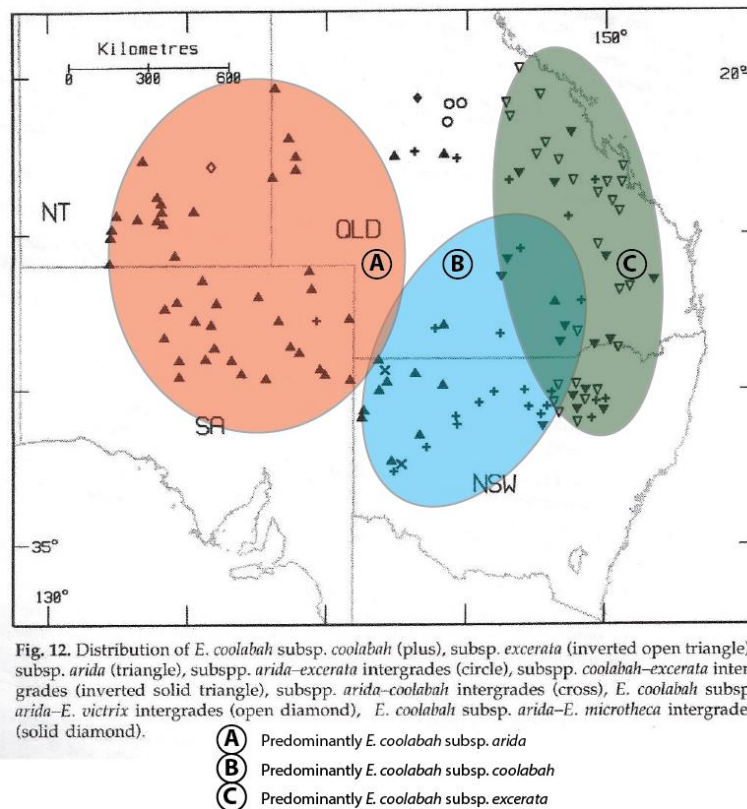 150°
Kilometres
0 300 600
20°
NT
QLD
A
B
C
SA
NSW
35°
130°
Fig. 12. Distribution of E. coolabah subsp. coolabah (plus), subsp. excerata (inverted open triangle)
subsp. arida (triangle), subspp. arida–excerata intergrades (circle), subspp. coolabah–excerata inter
grades (inverted solid triangle), subspp. arida–coolabah intergrades (cross), E. coolabah subsp
arida–E. victrix intergrades (open diamond), E. coolabah subsp. arida–E. microtheca intergrade
(solid diamond).
A Predominantly E. coolabah subsp. arida
B Predominantly E. coolabah subsp. coolabah
C Predominantly E. coolabah subsp. excerata